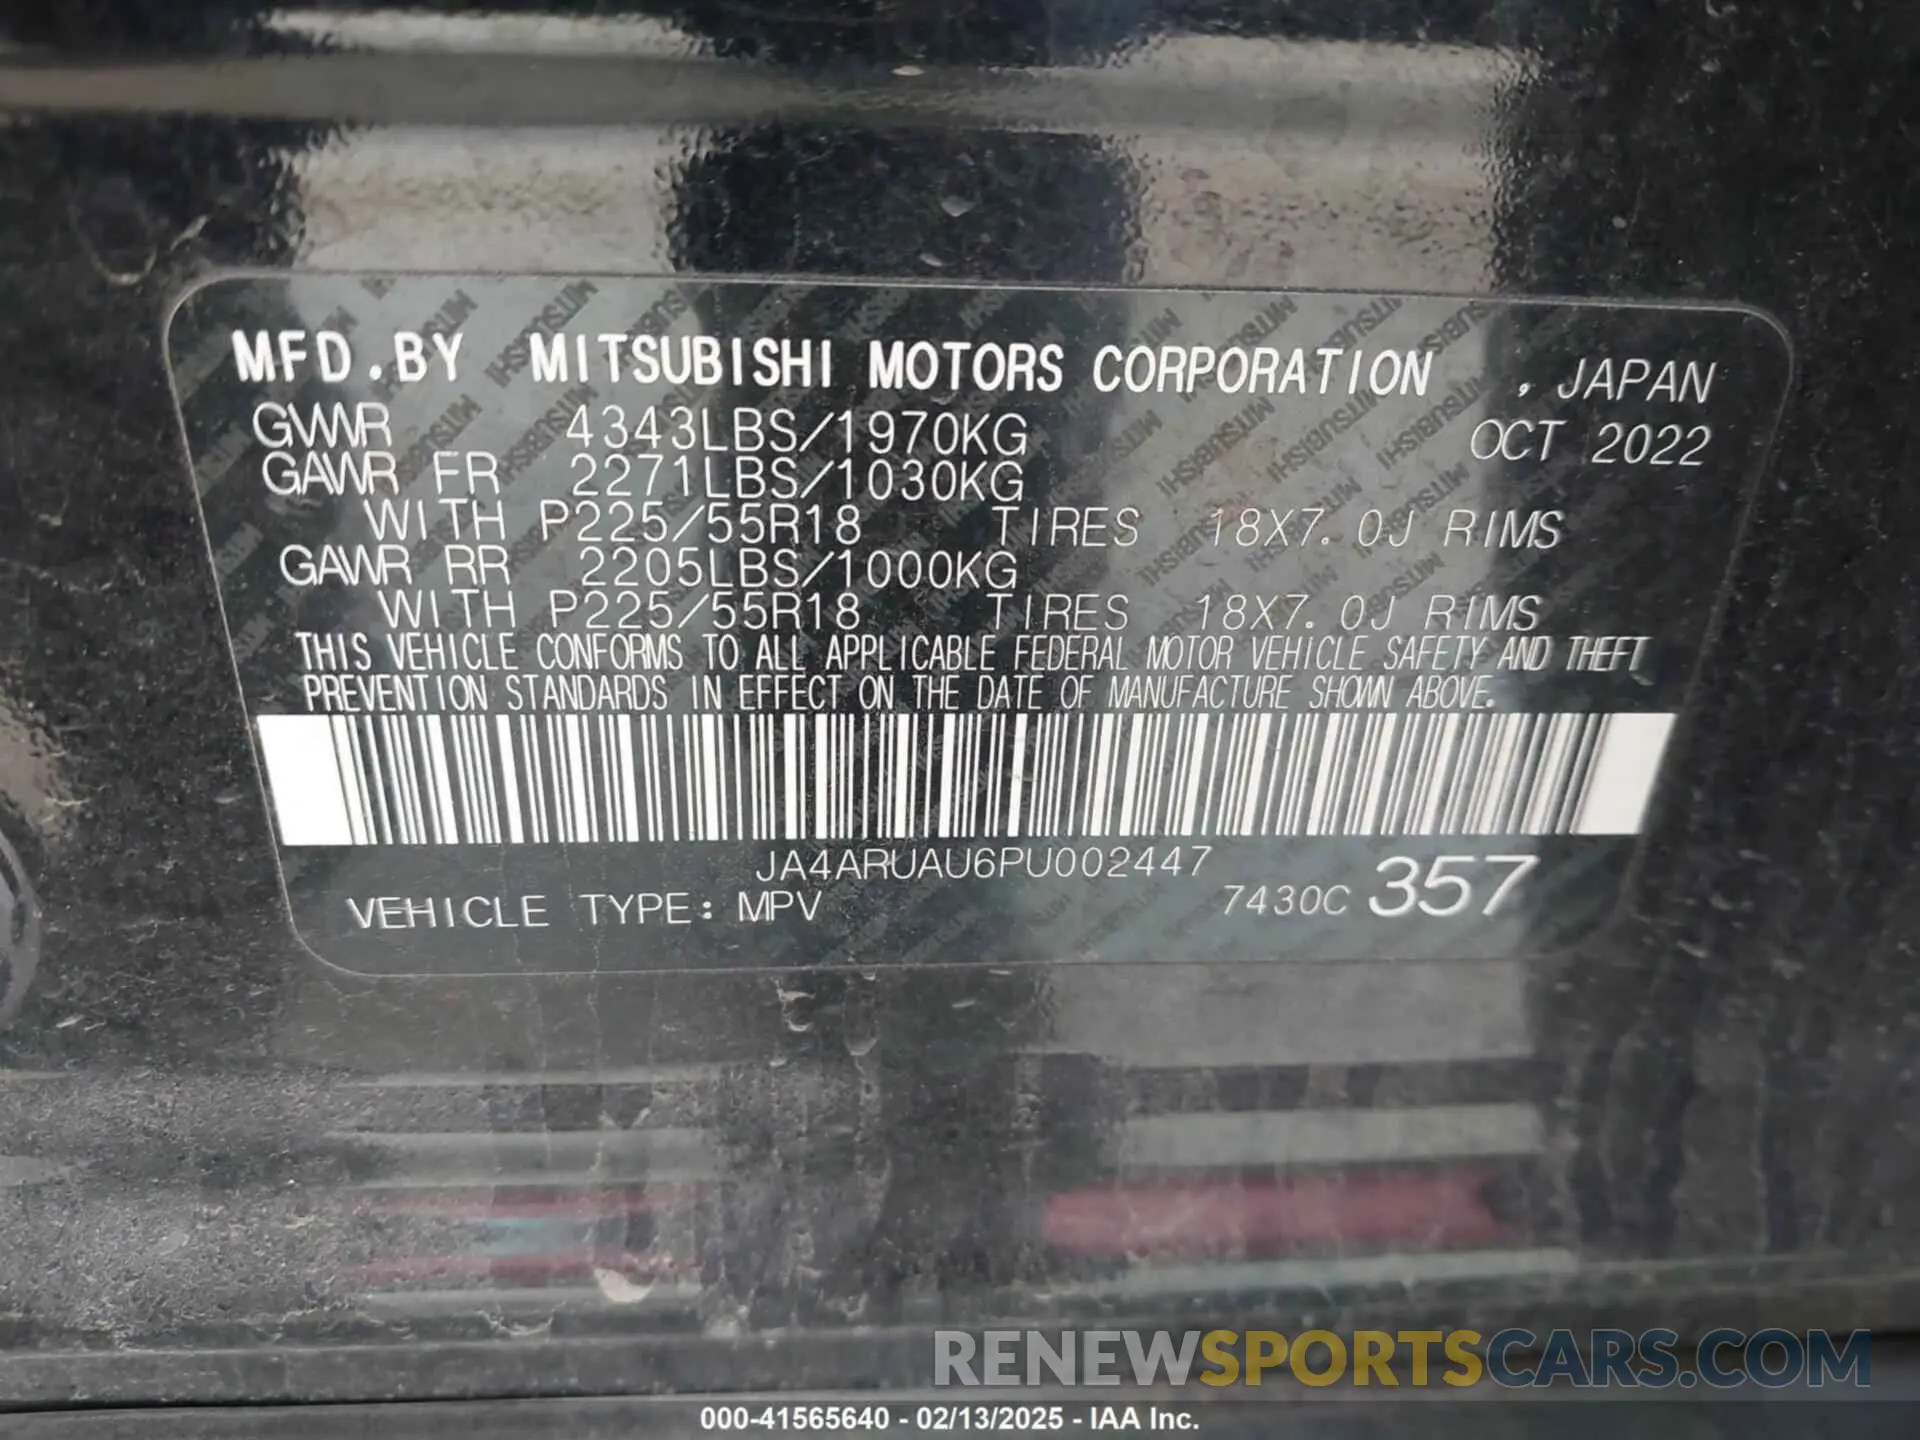 MFD.BY MITSUBISHI MOTORS CORPORATION , JAPAN
GVWR 4343LBS/1970KG OCT 2022
GAWR FR 2271LBS/1030KG
WITH P225/55R18 TIRES 18X7.0J RIMS
GAWR RR 2205LBS/1000KG
WITH P225/55R18 TIRES 18X7.0J RIMS
THIS VEHICLE CONFORMS TO ALL APPLICABLE FEDERAL MOTOR VEHICLE SAFETY AND THEFT
PREVENTION STANDARDS IN EFFECT ON THE DATE OF MANUFACTURE SHOWN ABOVE.
JA4ARUAU6PU002447
VEHICLE TYPE: MPV 7430C 357
RENEWSPORTSCARS.COM
000-41565640 - 02/13/2025 - IAA Inc.